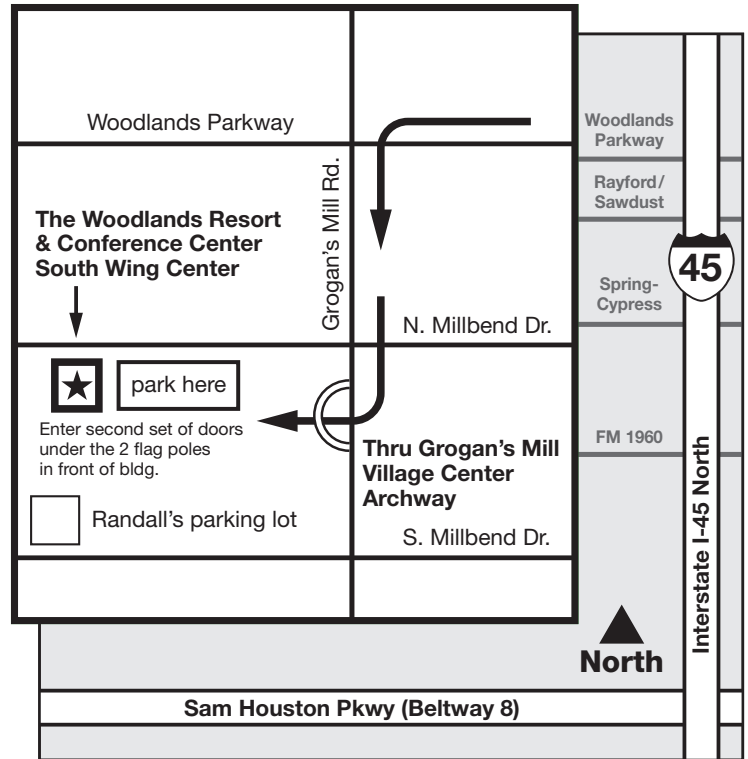 Woodlands Parkway
Woodlands
Parkway
Grogan's Mill Rd.
Rayford/
Sawdust
The Woodlands Resort
& Conference Center
South Wing Center
45
Spring-
Cypress
N. Millbend Dr.
park here
Enter second set of doors
under the 2 flag poles
in front of bldg.
Thru Grogan's Mill
Village Center
Archway
FM 1960
Interstate I-45 North
Randall's parking lot
S. Millbend Dr.
North
Sam Houston Pkwy (Beltway 8)